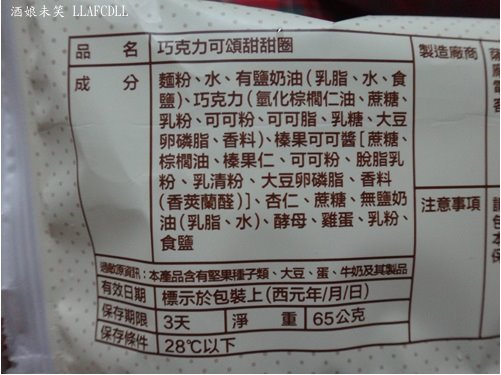 酒娘未笑 LLAFCDLL
品名 巧克力可頌甜甜圈
成分 麵粉、水、有鹽奶油(乳脂、水、食
鹽)、巧克力(氫化棕櫚仁油、蔗糖、
乳粉、可可粉、可可脂、乳糖、大豆
卵磷脂、香料)、榛果可可醬[蔗糖、
棕櫚油、榛果仁、可可粉、脫脂乳
粉、乳清粉、大豆卵磷脂、香料
(香莢蘭醛)]、杏仁、蔗糖、無鹽奶
油(乳脂、水)、酵母、雞蛋、乳粉、
食鹽
過敏原資訊：本產品含有堅果種子類、大豆、蛋、牛奶及其製品
有效日期 標示於包裝上(西元年/月/日)
保存期限 3天 淨重 65公克
保存條件 28℃以下
製造廠商
注意事項